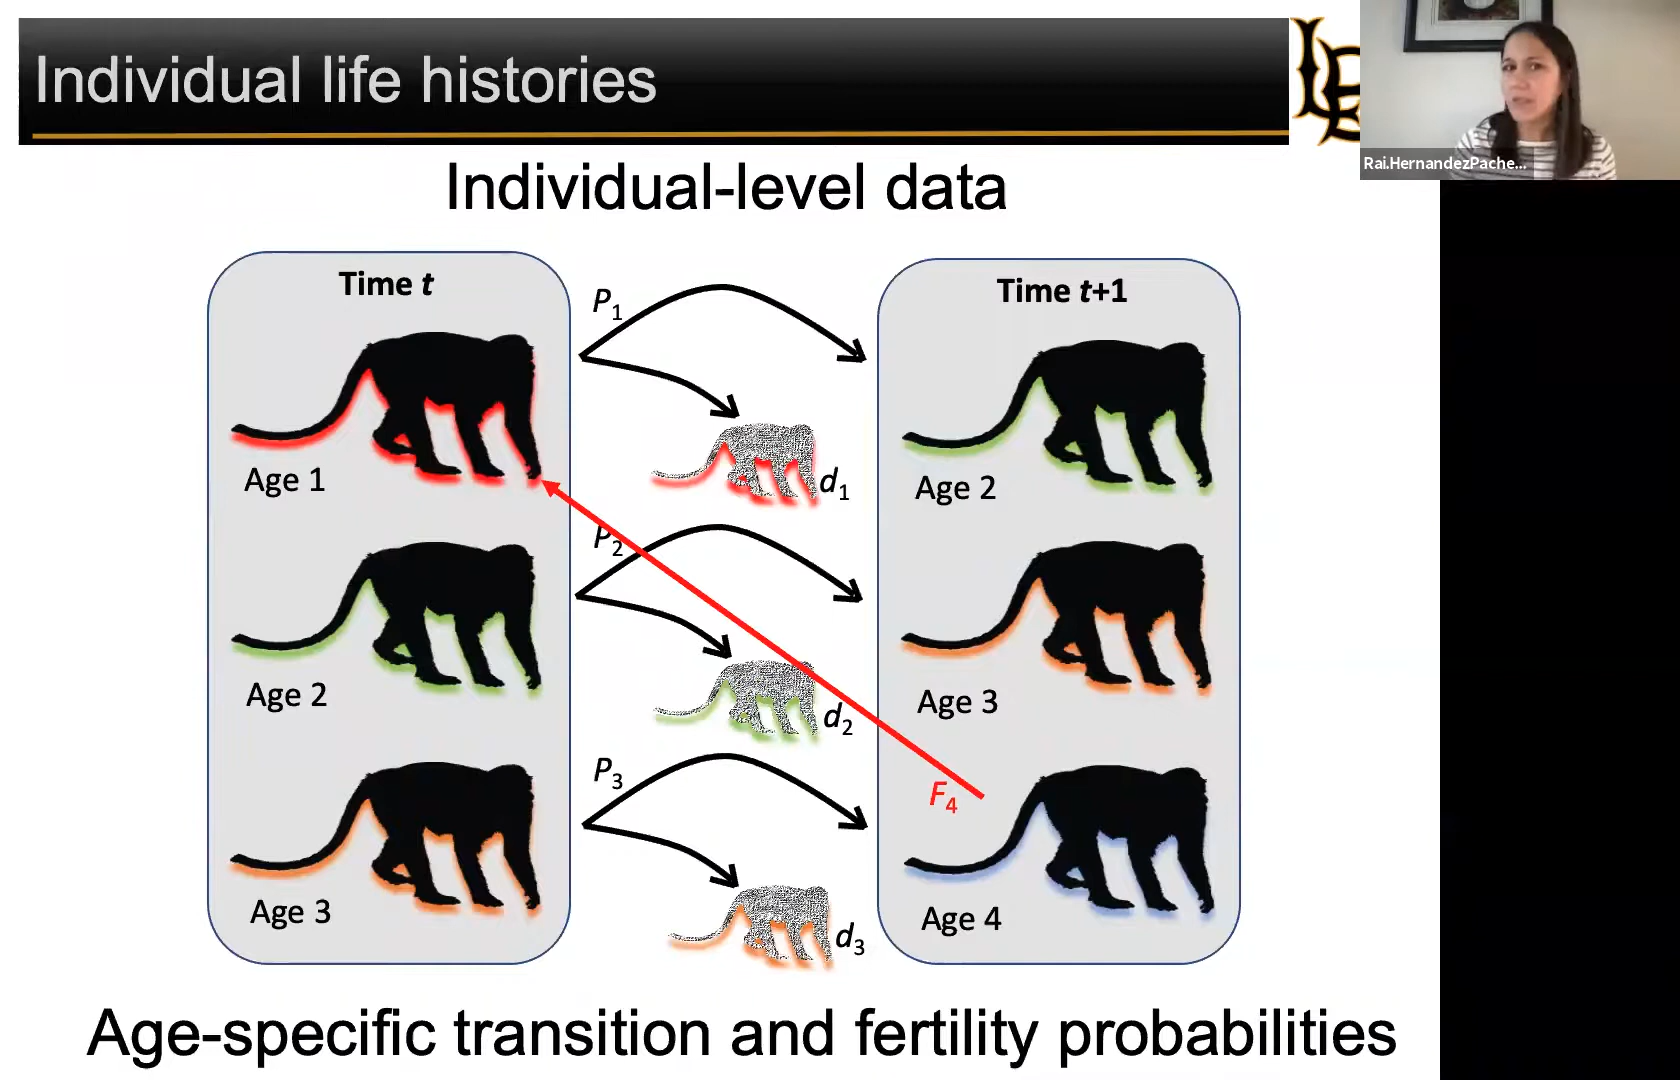 Individual life histories
LB
Rai.HernandezPache...
Individual-level data
Time t
Time t+1
P1
Age 1
d1
Age 2
P2
Age 2
d2
Age 3
P3
F4
Age 3
d3
Age 4
Age-specific transition and fertility probabilities